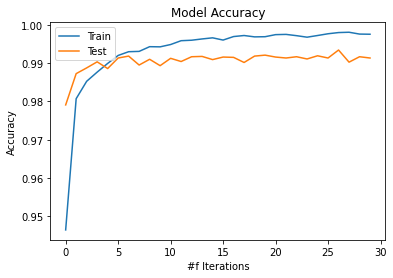 Model Accuracy
Train
Test
Accuracy
1.00
0.99
0.98
0.97
0.96
0.95
0 5 10 15 20 25 30
#f Iterations